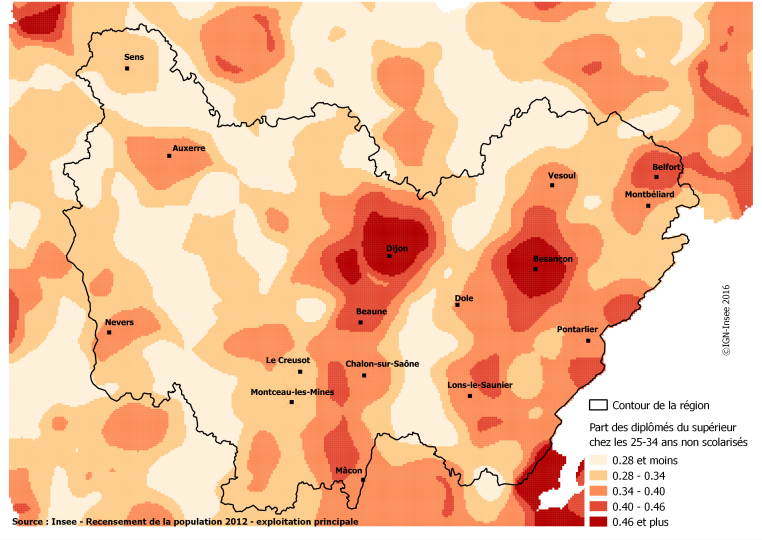 Sens
Auxerre
Belfort
Vesoul
Montbéliard
Dijon
Besançon
Dole
Beaune
Nevers
Pontarlier
Le Creusot
Chalon-sur-Saône
Lons-le-Saunier
Montceau-les-Mines
Mâcon
©IGN-Insee 2016
Contour de la région
Part des diplômés du supérieur
chez les 25-34 ans non scolarisés
0.28 et moins
0.28 - 0.34
0.34 - 0.40
0.40 - 0.46
0.46 et plus
Source : Insee - Recensement de la population 2012 - exploitation principale